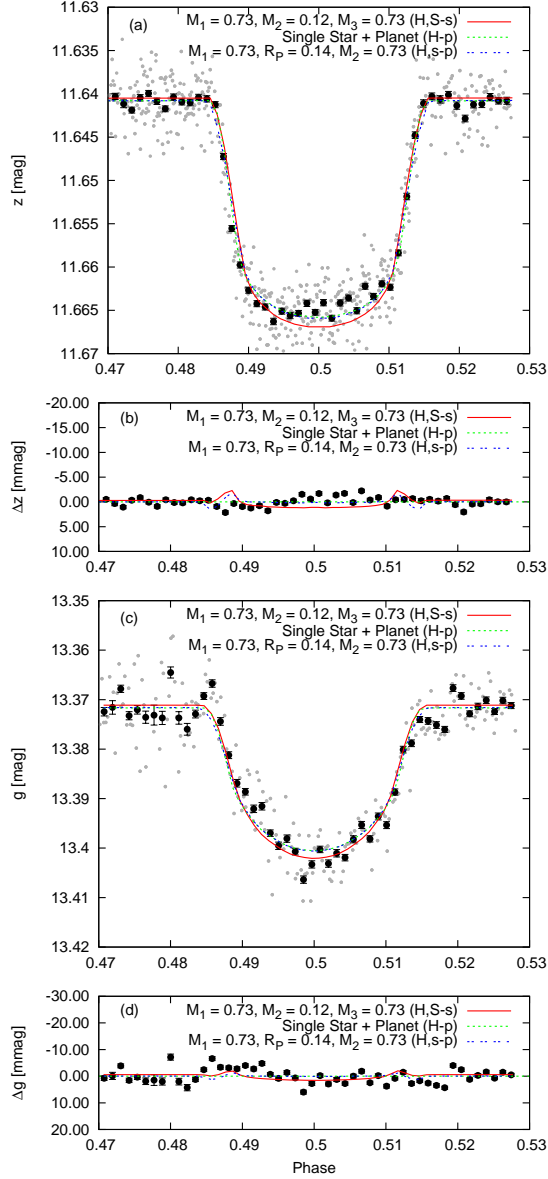 11.63
(a)
M1 = 0.73, M2 = 0.12, M3 = 0.73 (H,S-s)
Single Star + Planet (H-p)
M1 = 0.73, RP = 0.14, M2 = 0.73 (H,s-p)
11.635
11.64
11.645
11.65
11.655
11.66
11.665
11.67
z [mag]
0.47 0.48 0.49 0.5 0.51 0.52 0.53
(b)
M1 = 0.73, M2 = 0.12, M3 = 0.73 (H,S-s)
Single Star + Planet (H-p)
M1 = 0.73, RP = 0.14, M2 = 0.73 (H,s-p)
-20.00
-15.00
-10.00
-5.00
0.00
5.00
10.00
Δz [mmag]
0.47 0.48 0.49 0.5 0.51 0.52 0.53
13.35
(c)
M1 = 0.73, M2 = 0.12, M3 = 0.73 (H,S-s)
Single Star + Planet (H-p)
M1 = 0.73, RP = 0.14, M2 = 0.73 (H,s-p)
13.36
13.37
13.38
13.39
13.4
13.41
13.42
g [mag]
0.47 0.48 0.49 0.5 0.51 0.52 0.53
(d)
M1 = 0.73, M2 = 0.12, M3 = 0.73 (H,S-s)
Single Star + Planet (H-p)
M1 = 0.73, RP = 0.14, M2 = 0.73 (H,s-p)
-30.00
-20.00
-10.00
0.00
10.00
20.00
Δg [mmag]
0.47 0.48 0.49 0.5 0.51 0.52 0.53
Phase